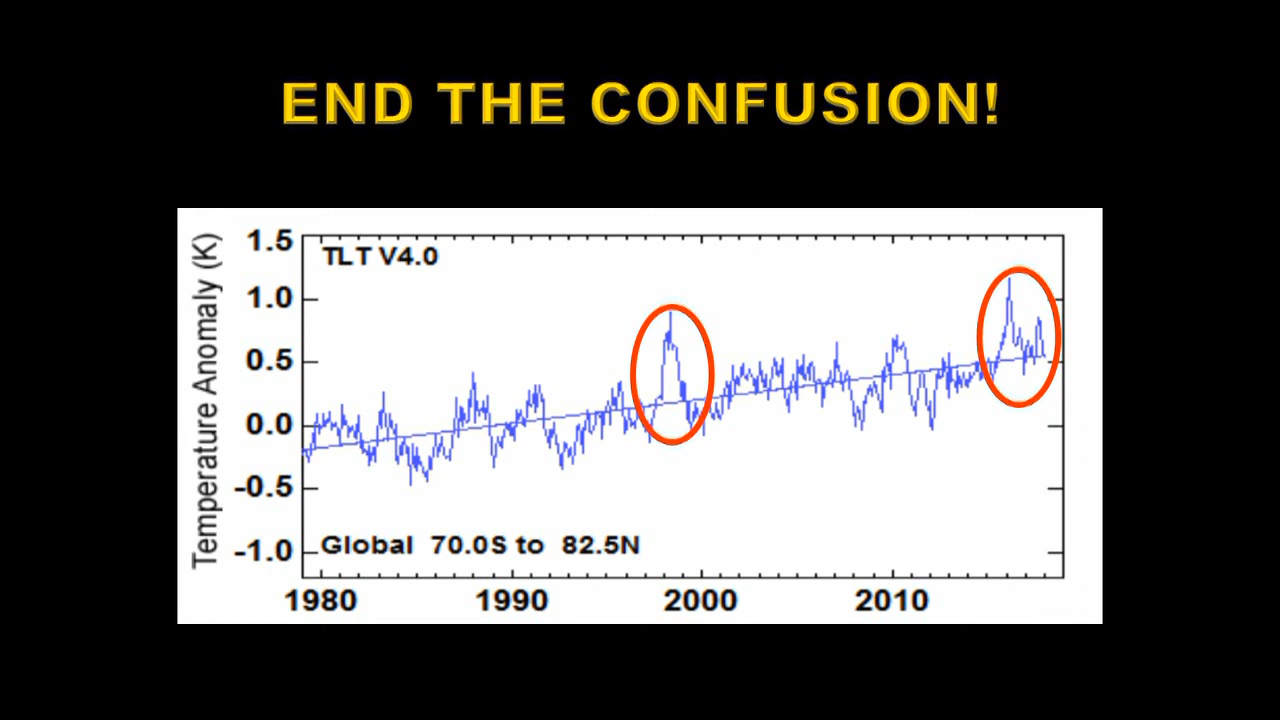 END THE CONFUSION!
Temperature Anomaly (K)
1.5
1.0
0.5
0.0
-0.5
-1.0
TLT V4.0
Global 70.0S to 82.5N
1980 1990 2000 2010